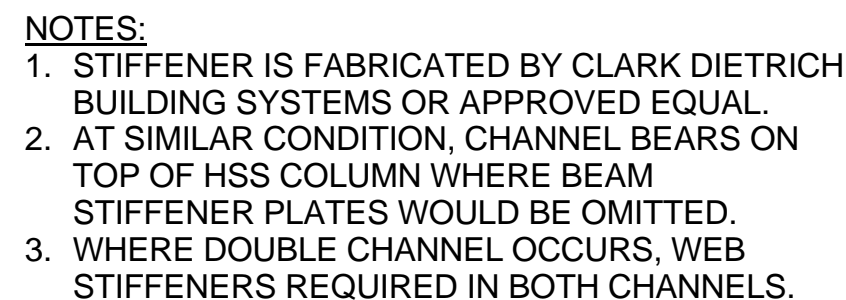 NOTES:
1. STIFFENER IS FABRICATED BY CLARK DIETRICH
BUILDING SYSTEMS OR APPROVED EQUAL.
2. AT SIMILAR CONDITION, CHANNEL BEARS ON
TOP OF HSS COLUMN WHERE BEAM
STIFFENER PLATES WOULD BE OMITTED.
3. WHERE DOUBLE CHANNEL OCCURS, WEB
STIFFENERS REQUIRED IN BOTH CHANNELS.